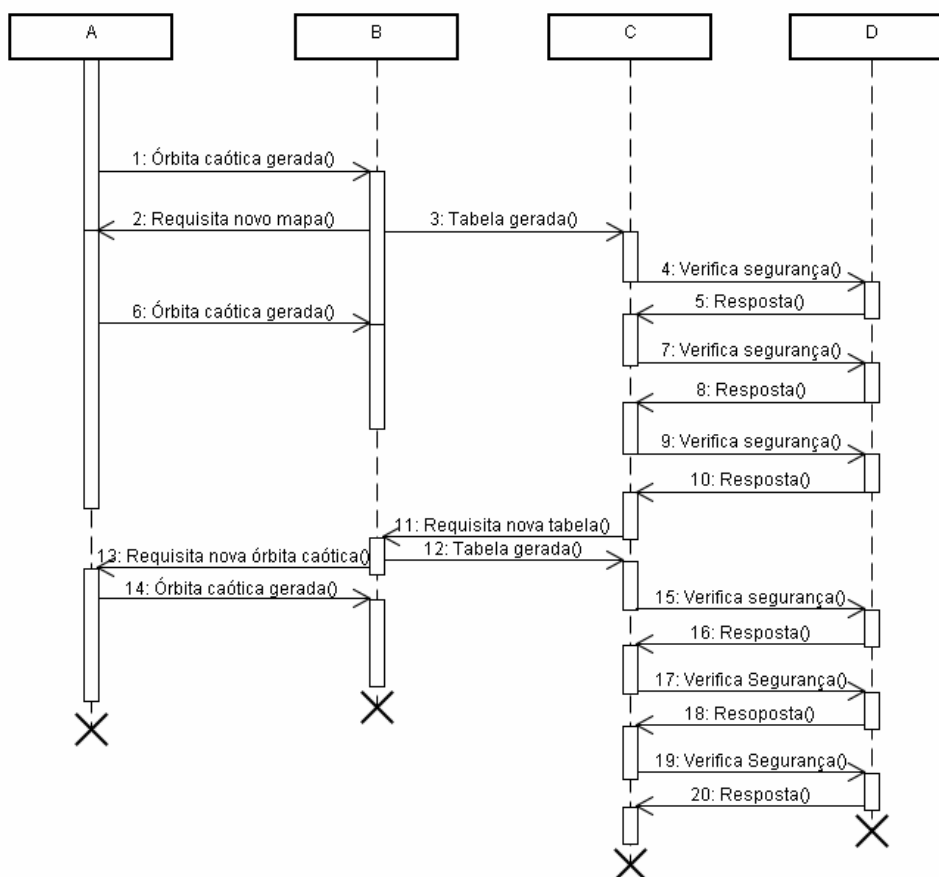 A
B
C
D
1: Órbita caótica gerada()
2: Requisita novo mapa()
3: Tabela gerada()
4: Verifica segurança()
5: Resposta()
6: Órbita caótica gerada()
7: Verifica segurança()
8: Resposta()
9: Verifica segurança()
10: Resposta()
11: Requisita nova tabela()
12: Tabela gerada()
13: Requisita nova órbita caótica()
14: Órbita caótica gerada()
15: Verifica segurança()
16: Resposta()
17: Verifica Segurança()
18: Resoposta()
19: Verifica Segurança()
20: Resposta()